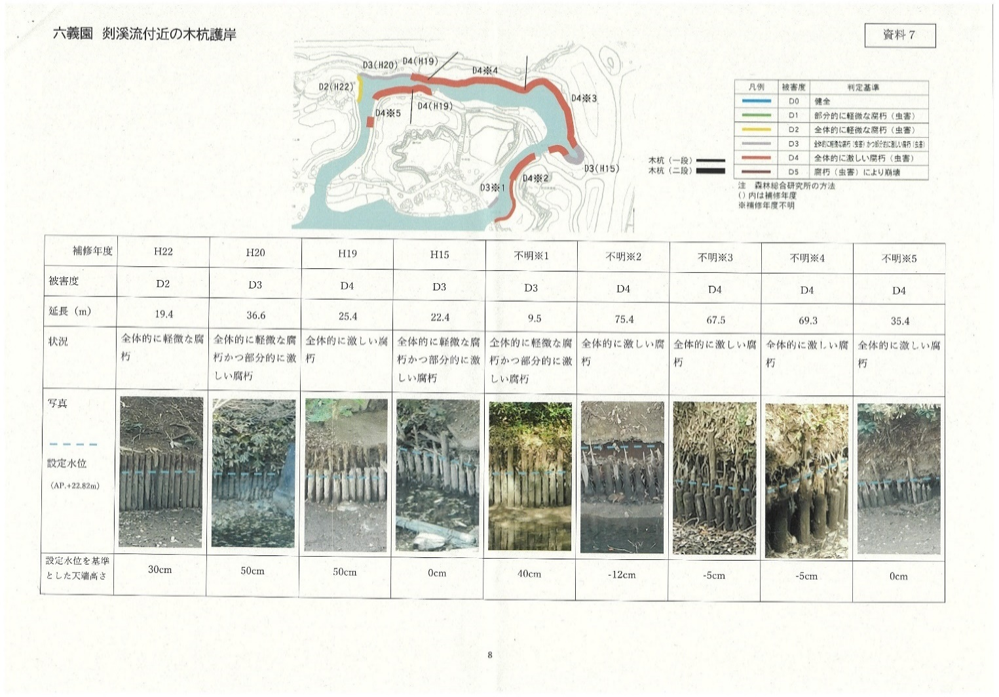 六義園 剡溪流付近の木杭護岸
資料7
D3(H20) D4(H19)
D4※4
D2(H22)
D4(H19)
D4※5
D4※3
D3(H15)
D4※2
D3※1
木杭（一段）
木杭（二段）
凡例 被害度 判定基準
D0 健全
D1 部分的に軽微な腐朽（虫害）
D2 全体的に軽微な腐朽（虫害）
D3 全体的に軽微な腐朽（虫害）かつ部分的に激しい腐朽（虫害）
D4 全体的に激しい腐朽（虫害）
D5 腐朽（虫害）により崩壊
注 森林総合研究所の方法
()内は補修年度
※補修年度不明
補修年度 H22 H20 H19 H15 不明※1 不明※2 不明※3 不明※4 不明※5
被害度 D2 D3 D4 D3 D3 D4 D4 D4 D4
延長（m） 19.4 36.6 25.4 22.4 9.5 75.4 67.5 69.3 35.4
状況 全体的に軽微な腐 全体的に軽微な腐 全体的に激しい腐 全体的に軽微な腐 全体的に軽微な腐 全体的に激しい腐 全体的に激しい腐 全体的に激しい腐 全体的に激しい腐
朽 朽かつ部分的に激 朽 朽かつ部分的に激 朽かつ部分的に激 朽 朽 朽 朽
しい腐朽 しい腐朽 しい腐朽
写真
設定水位
（AP.+22.82m）
設定水位を基準
とした天端高さ
30cm 50cm 50cm 0cm 40cm -12cm -5cm -5cm 0cm
8